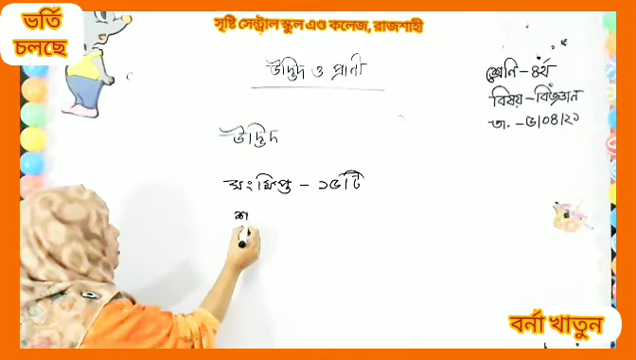 ভর্তি
চলছে
সৃষ্টি সেন্ট্রাল স্কুল এণ্ড কলেজ, রাজশাহী
উদ্ভিদ ও প্রাণী
শ্রেণি - ৪র্থ
বিষয় - বিজ্ঞান
তা. - ৬/০৪/২১
উদ্ভিদ
সংক্ষিপ্ত - ১৫টি
শ
বর্না খাতুন